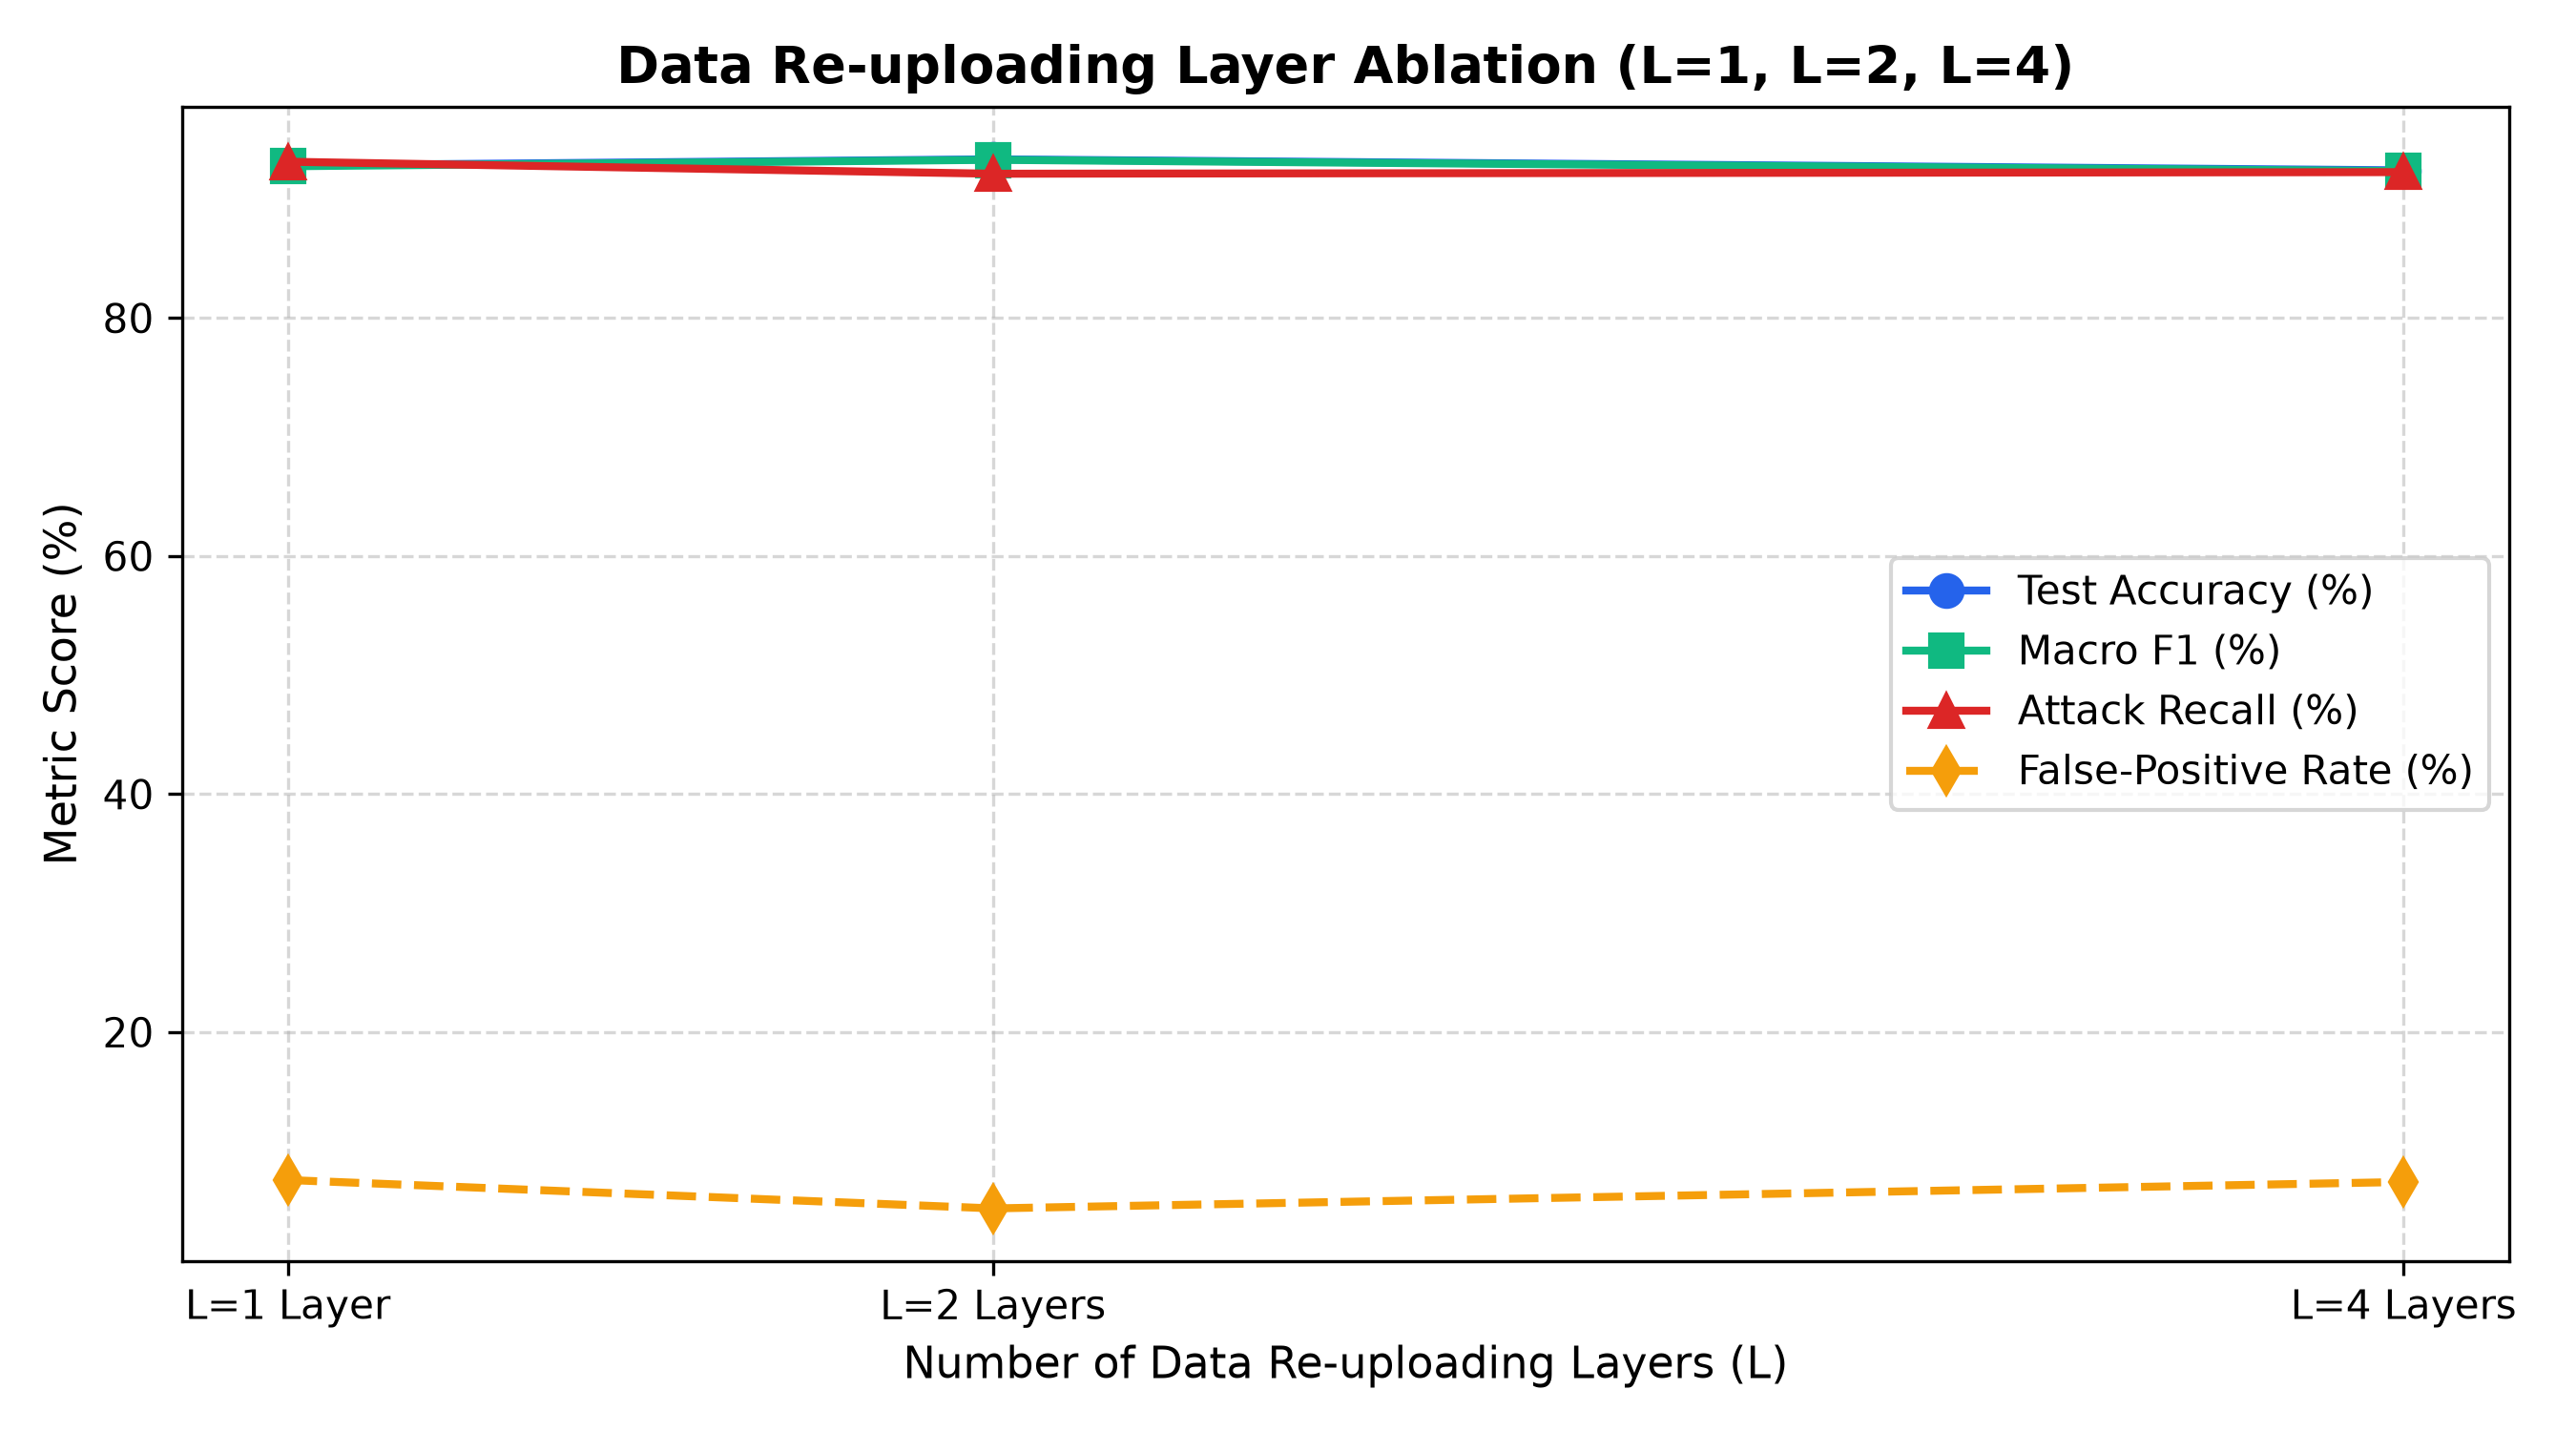 Data Re-uploading Layer Ablation (L=1, L=2, L=4)
Metric Score (%)
80
60
40
20
Test Accuracy (%)
Macro F1 (%)
Attack Recall (%)
False-Positive Rate (%)
L=1 Layer
L=2 Layers
L=4 Layers
Number of Data Re-uploading Layers (L)